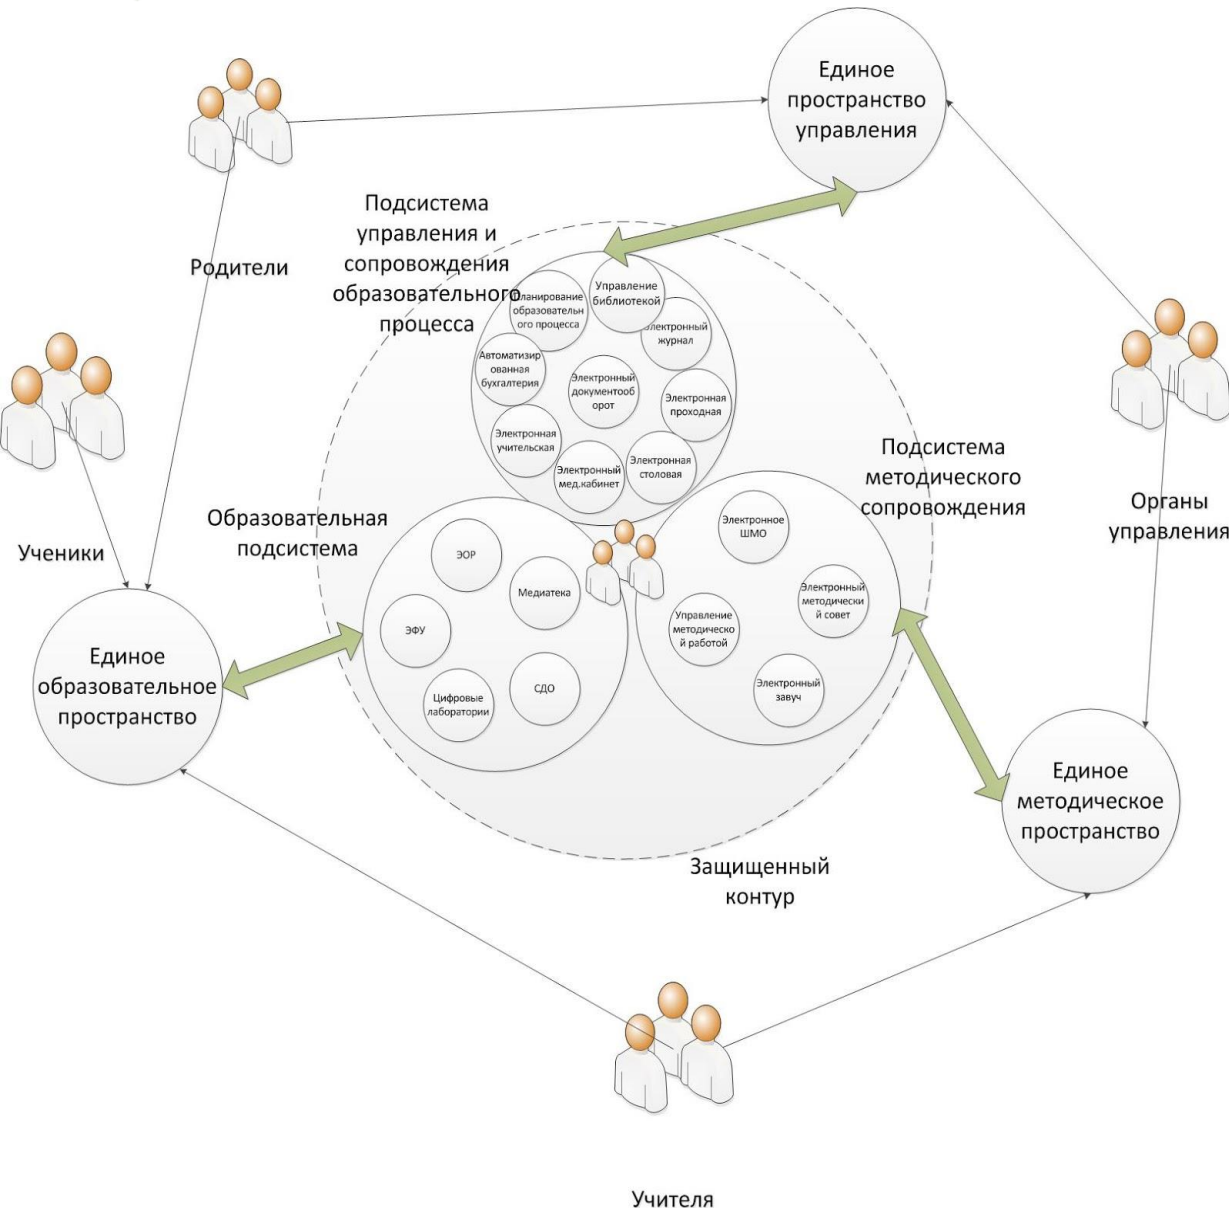 Единое
пространство
управления
Подсистема
управления и
сопровождения
образовательного
процесса
Родители
Планирование
образовательн
ого процесса
Управление
библиотекой
Электронный
журнал
Автоматизир
ованная
бухгалтерия
Электронный
документооб
орот
Электронная
проходная
Электронная
учительская
Электронный
мед.кабинет
Электронная
столовая
Подсистема
методического
сопровождения
Органы
управления
Ученики
Образовательная
подсистема
ЭОР
Медиатека
ЭФУ
Цифровые
лаборатории
СДО
Электронное
ШМО
Электронный
методически
й совет
Управление
методическо
й работой
Электронный
завуч
Единое
образовательное
пространство
Единое
методическое
пространство
Защищенный
контур
Учителя